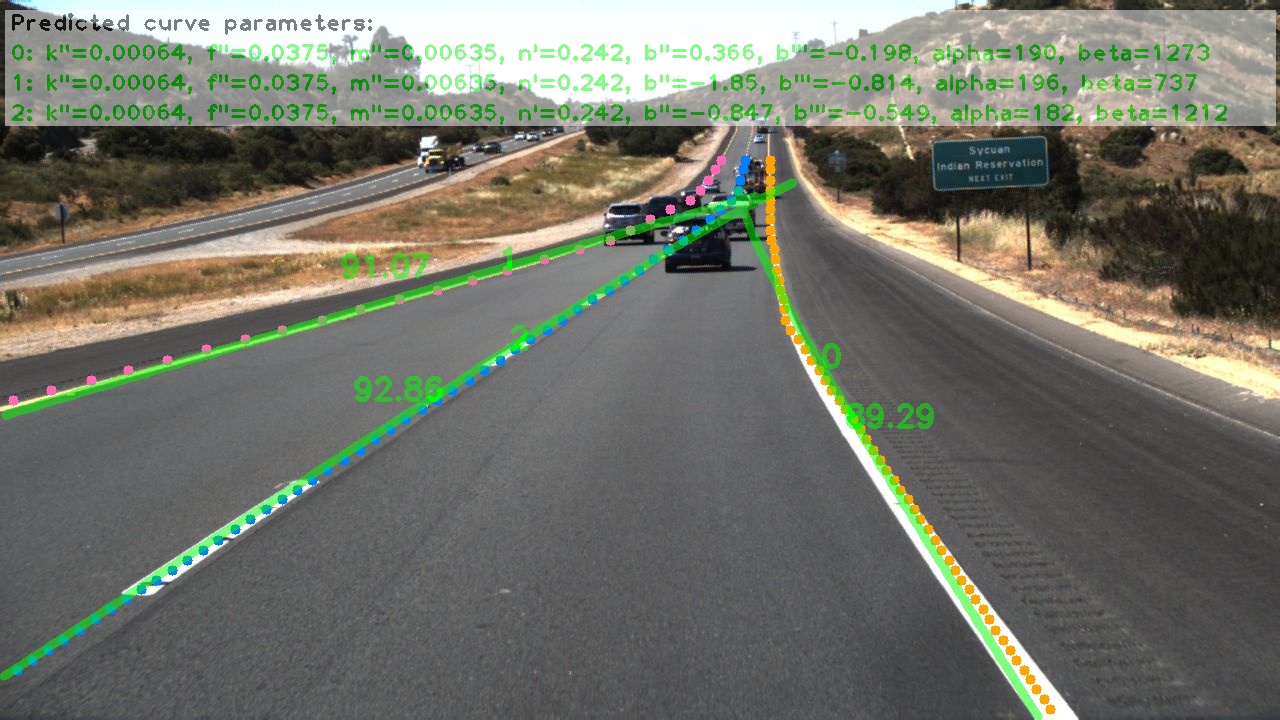 Predicted curve parameters:
0: k''=0.00064, f''=0.0375, m''=0.00635, n'=0.242, b''=0.366, b'''=-0.198, alpha=190, beta=1273
1: k''=0.00064, f''=0.0375, m''=0.00635, n'=0.242, b''=-1.85, b'''=-0.814, alpha=196, beta=737
2: k''=0.00064, f''=0.0375, m''=0.00635, n'=0.242, b''=-0.847, b'''=-0.549, alpha=182, beta=1212
Sycuan
Indian Reservation
NEXT EXIT
1
91.07
2
92.86
0
89.29